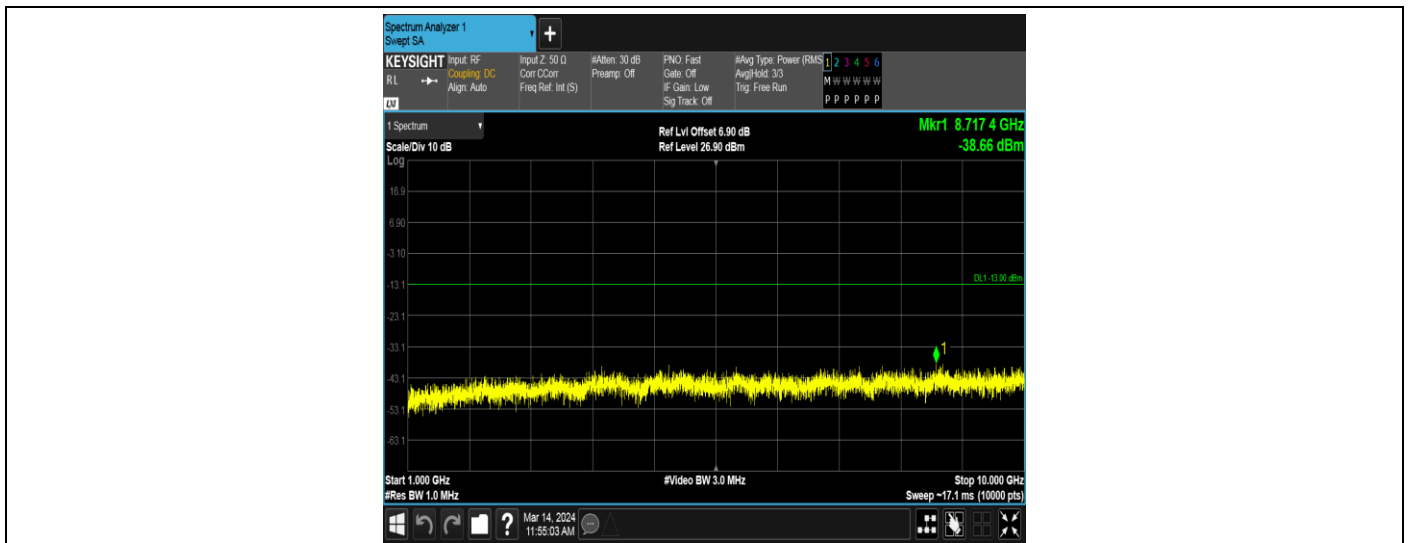 Spectrum Analyzer 1
Swept SA
+
KEYSIGHT
RL
LXI
Input: RF
Coupling: DC
Align: Auto
Input Z: 50 Ω
Corr CCorr
Freq Ref: Int (S)
#Atten: 30 dB
Preamp: Off
PNO: Fast
Gate: Off
IF Gain: Low
Sig Track: Off
#Avg Type: Power (RMS
Avg|Hold: 3/3
Trig: Free Run
1 2 3 4 5 6
M W W W W W
P P P P P P
1 Spectrum
Scale/Div 10 dB
Ref Lvl Offset 6.90 dB
Ref Level 26.90 dBm
Mkr1 8.717 4 GHz
-38.66 dBm
Log
16.9
6.90
-3.10
DL1 -13.00 dBm
-13.1
-23.1
-33.1
1
-43.1
-53.1
-63.1
Start 1.000 GHz
#Res BW 1.0 MHz
#Video BW 3.0 MHz
Stop 10.000 GHz
Sweep ~17.1 ms (10000 pts)
?
Mar 14, 2024
11:55:03 AM